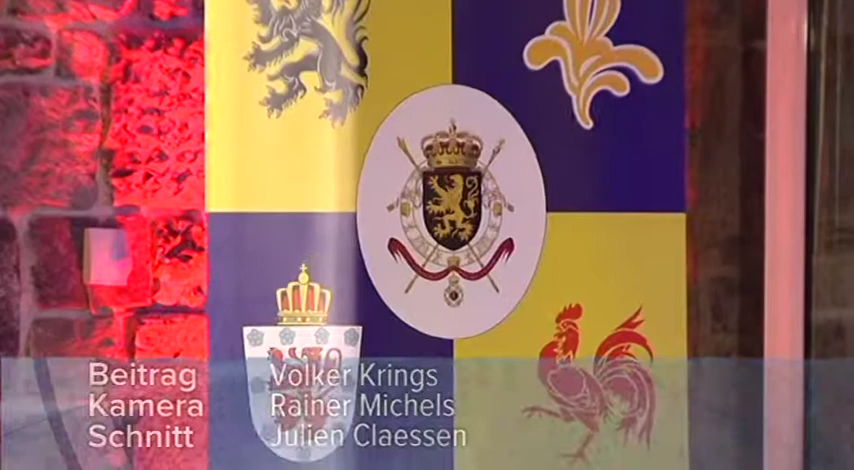 Beitrag Volker Krings
Kamera Rainer Michels
Schnitt Julien Claessen